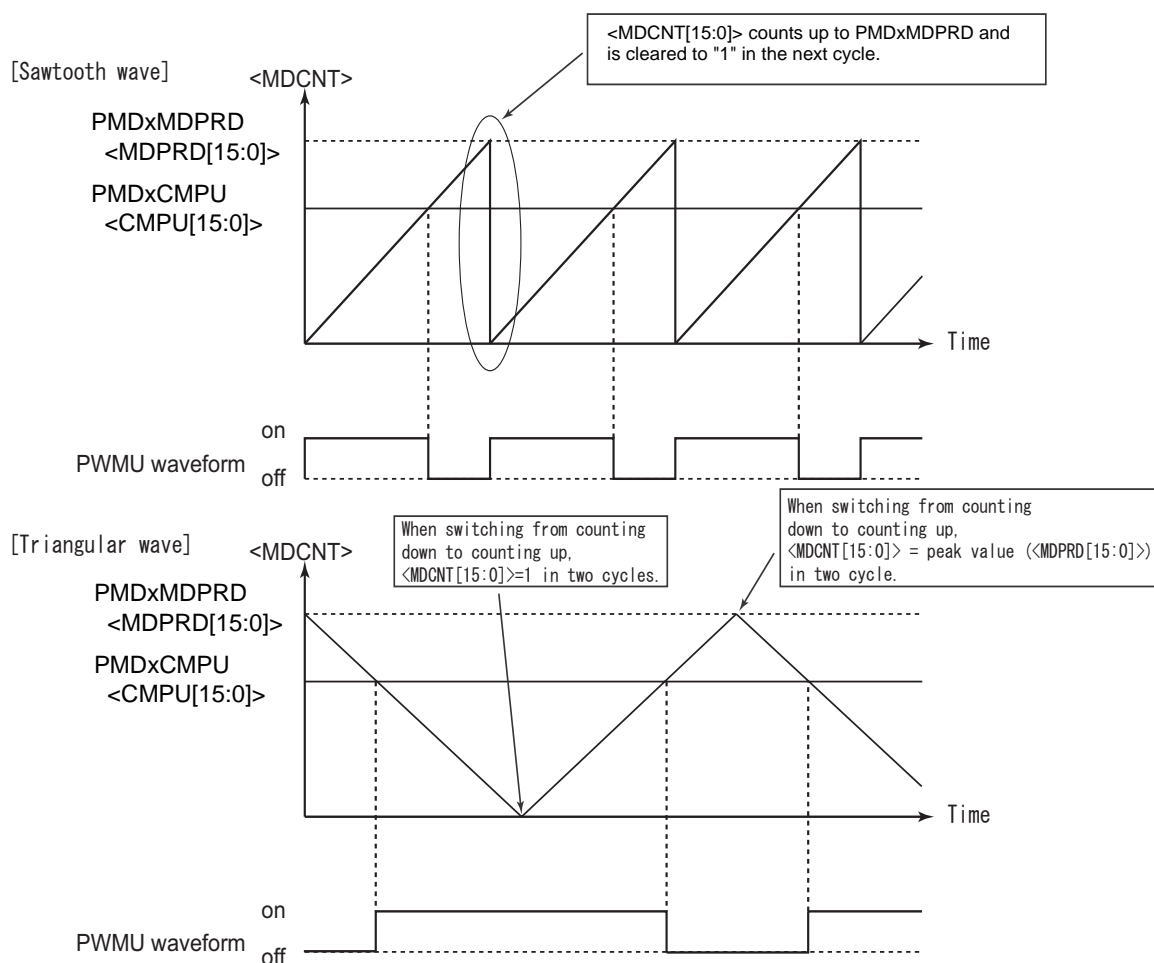 <MDCNT[15:0]> counts up to PMDxMDPRD and
is cleared to "1" in the next cycle.
[Sawtooth wave]
<MDCNT>
PMDxMDPRD
<MDPRD[15:0]>
PMDxCMPU
<CMPU[15:0]>
Time
on
PWMU waveform
off
[Triangular wave]
<MDCNT>
When switching from counting
down to counting up,
<MDCNT[15:0]>=1 in two cycles.
When switching from counting
down to counting up,
<MDCNT[15:0]> = peak value (<MDPRD[15:0]>)
in two cycle.
PMDxMDPRD
<MDPRD[15:0]>
PMDxCMPU
<CMPU[15:0]>
Time
on
PWMU waveform
off